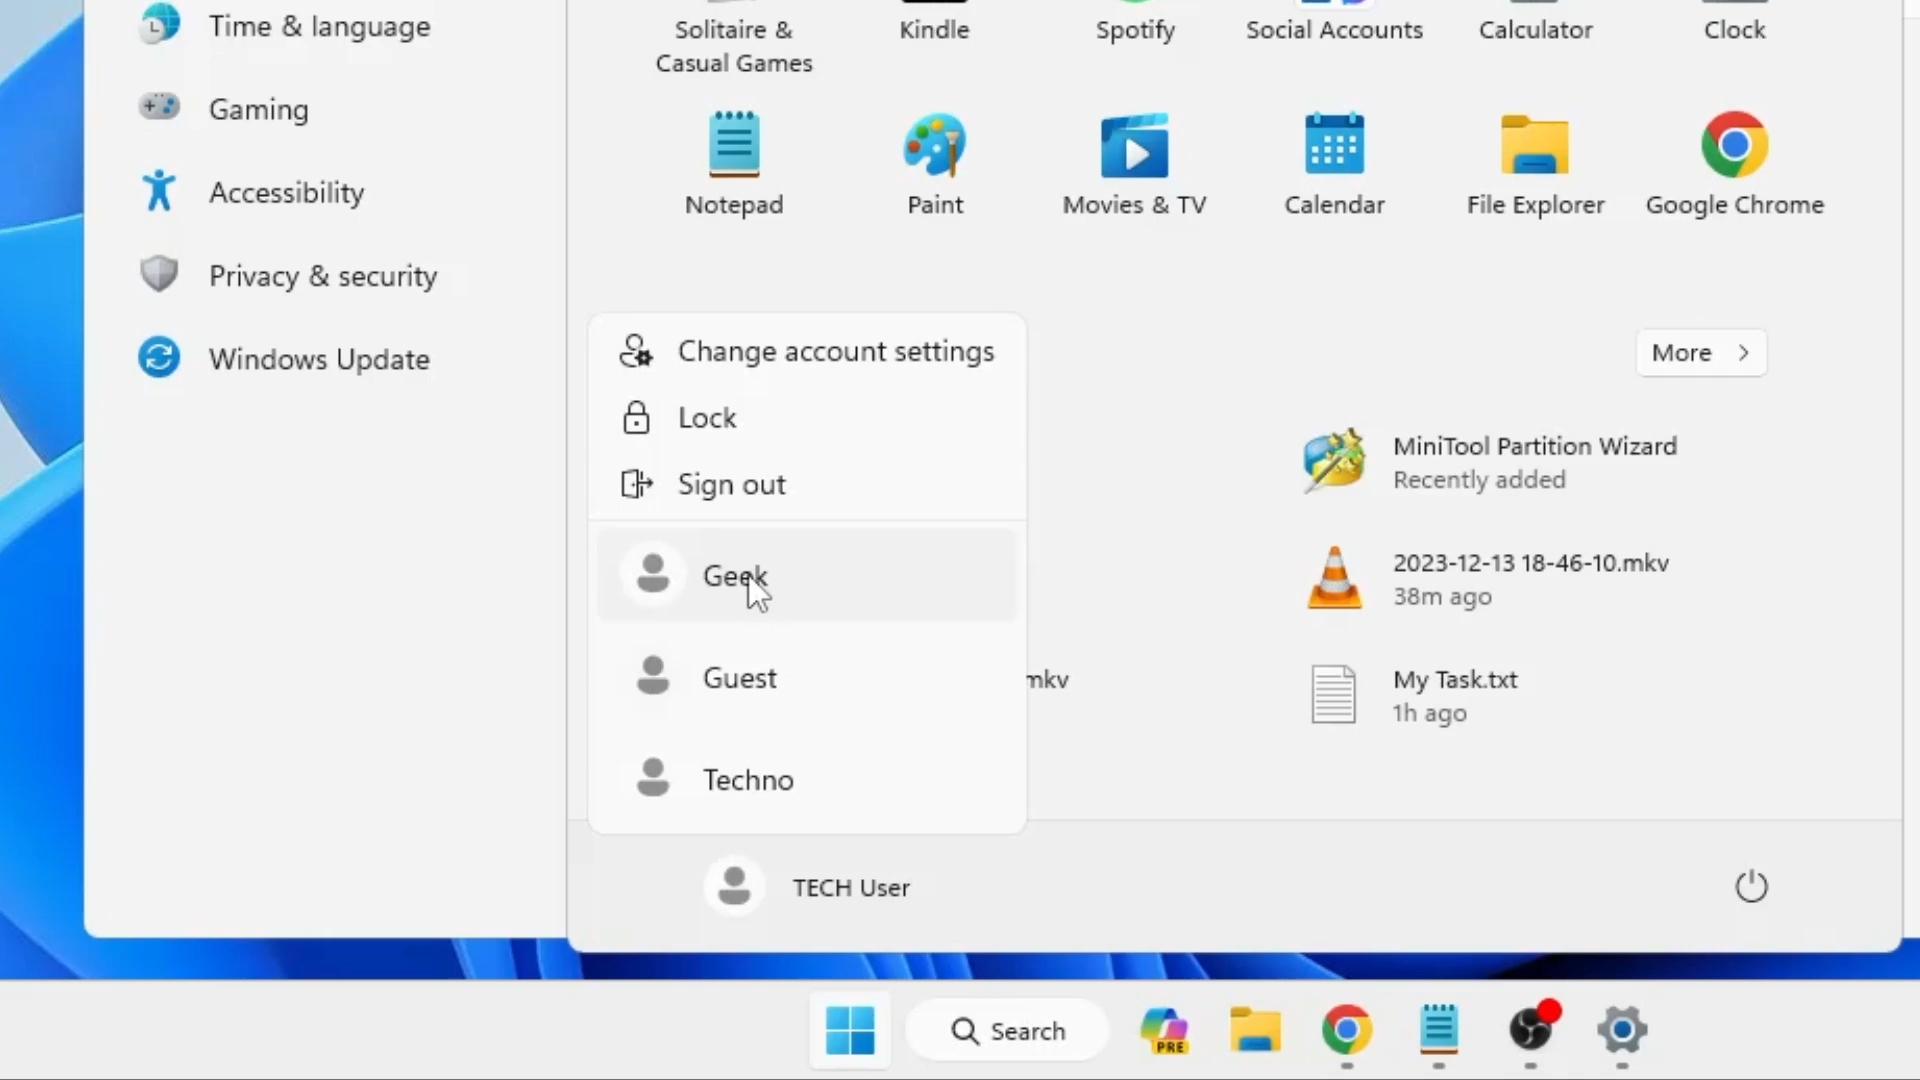 Time & language
Gaming
Accessibility
Privacy & security
Windows Update
Solitaire &
Casual Games
Kindle
Spotify
Social Accounts
Calculator
Clock
Notepad
Paint
Movies & TV
Calendar
File Explorer
Google Chrome
Change account settings
Lock
Sign out
Geek
Guest
Techno
More
MiniTool Partition Wizard
Recently added
2023-12-13 18-46-10.mkv
38m ago
mkv
My Task.txt
1h ago
TECH User
Search
PRE